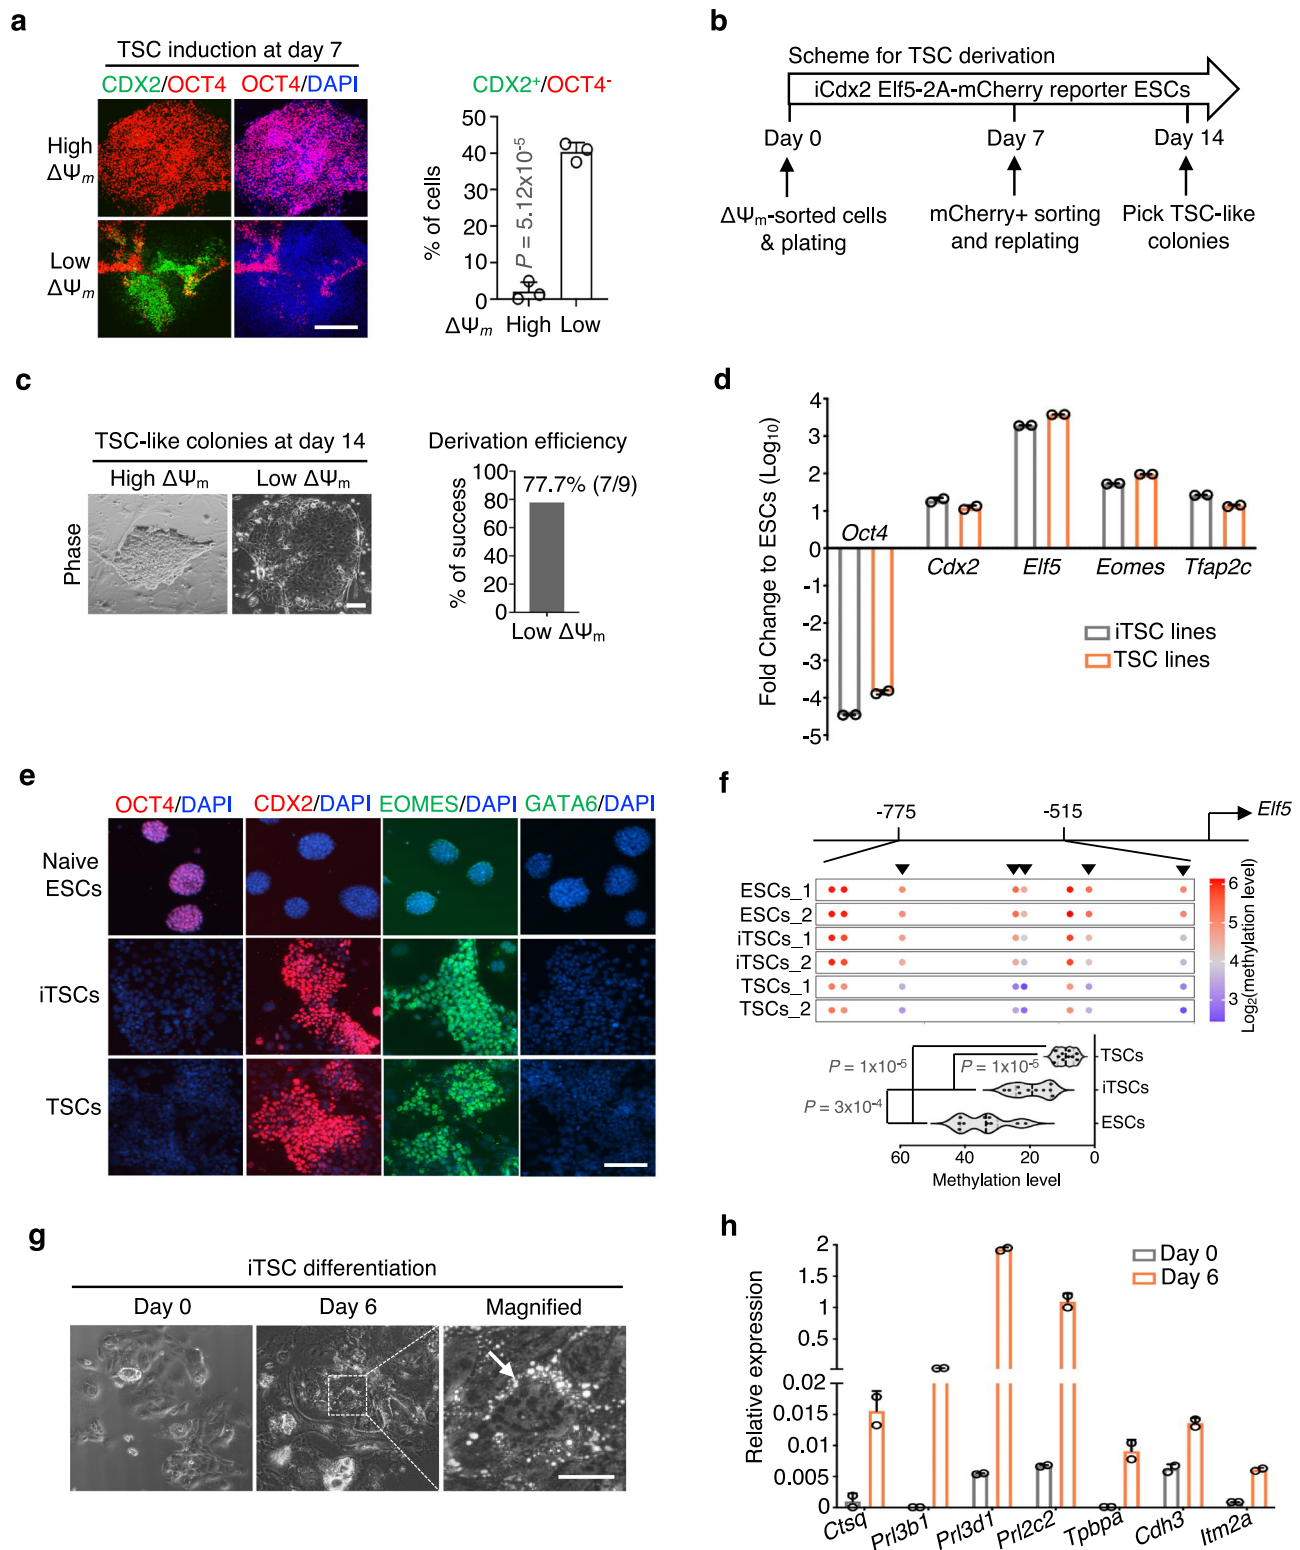 a
TSC induction at day 7
CDX2/OCT4 OCT4/DAPI
High
ΔΨm
Low
ΔΨm
CDX2+/OCT4-
% of cells
50
40
30
20
10
0
P = 5.12x10-5
ΔΨm High Low
b
Scheme for TSC derivation
iCdx2 Elf5-2A-mCherry reporter ESCs
Day 0 Day 7 Day 14
ΔΨm-sorted cells
& plating
mCherry+ sorting
and replating
Pick TSC-like
colonies
c
TSC-like colonies at day 14
High ΔΨm Low ΔΨm
Phase
Derivation efficiency
% of success
100
80
60
40
20
0
77.7% (7/9)
Low ΔΨm
d
Fold Change to ESCs (Log10)
4
3
2
1
0
-1
-2
-3
-4
-5
Oct4
Cdx2 Elf5 Eomes Tfap2c
iTSC lines
TSC lines
e
OCT4/DAPI CDX2/DAPI EOMES/DAPI GATA6/DAPI
Naive
ESCs
iTSCs
TSCs
f
-775 -515 Elf5
ESCs_1
ESCs_2
iTSCs_1
iTSCs_2
TSCs_1
TSCs_2
6
5
4
3
Log2(methylation level)
P = 1x10-5 P = 1x10-5
P = 3x10-4
TSCs
iTSCs
ESCs
60 40 20 0
Methylation level
g
iTSC differentiation
Day 0 Day 6 Magnified
h
Relative expression
2
1.5
1
0.5
0.02
0.015
0.01
0.005
0
Day 0
Day 6
Ctsq Prl3b1 Prl3d1 Prl2c2 Tpbpa Cdh3 Itm2a